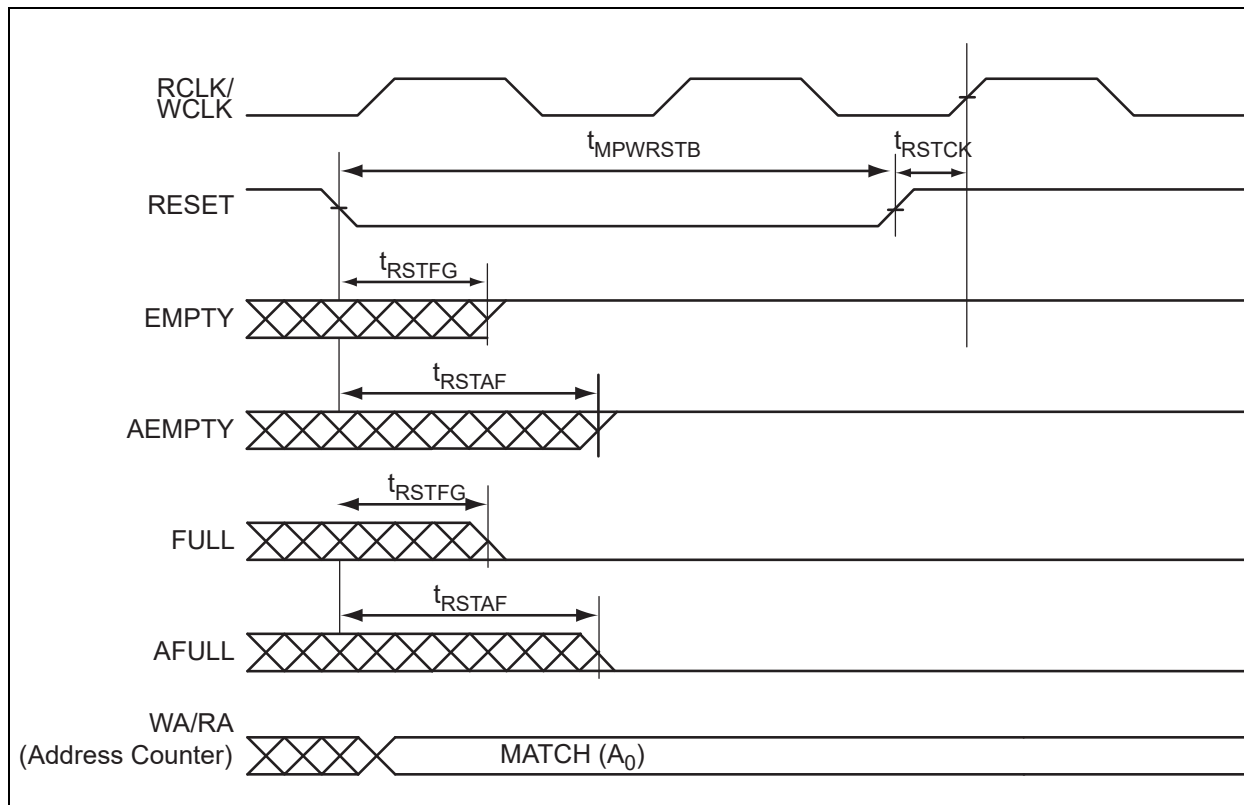 RCLK/
WCLK
tMPWRSTB
tRSTCK
RESET
tRSTFG
EMPTY
tRSTAF
AEMPTY
tRSTFG
FULL
tRSTAF
AFULL
WA/RA
(Address Counter)
MATCH (A0)